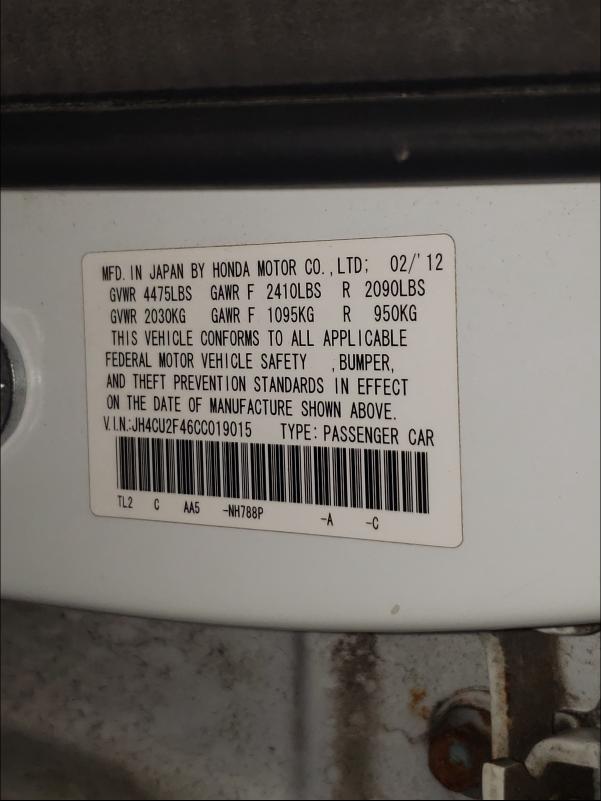 MFD. IN JAPAN BY HONDA MOTOR CO.,LTD; 02/'12
GVWR 4475LBS GAWR F 2410LBS R 2090LBS
GVWR 2030KG GAWR F 1095KG R 950KG
THIS VEHICLE CONFORMS TO ALL APPLICABLE
FEDERAL MOTOR VEHICLE SAFETY ,BUMPER,
AND THEFT PREVENTION STANDARDS IN EFFECT
ON THE DATE OF MANUFACTURE SHOWN ABOVE.
V.I.N.:JH4CU2F46CC019015 TYPE: PASSENGER CAR
TL2 C AA5 -NH788P -A -C